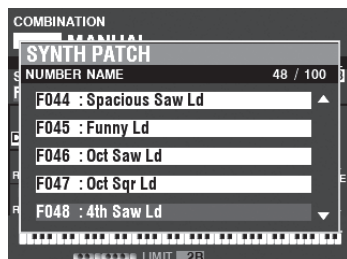 COMBINATION
MANUAL
SYNTH PATCH
NUMBER NAME 48 / 100
F044 : Spacious Saw Ld
F045 : Funny Ld
F046 : Oct Saw Ld
F047 : Oct Sqr Ld
F048 : 4th Saw Ld
LIMIT 2B